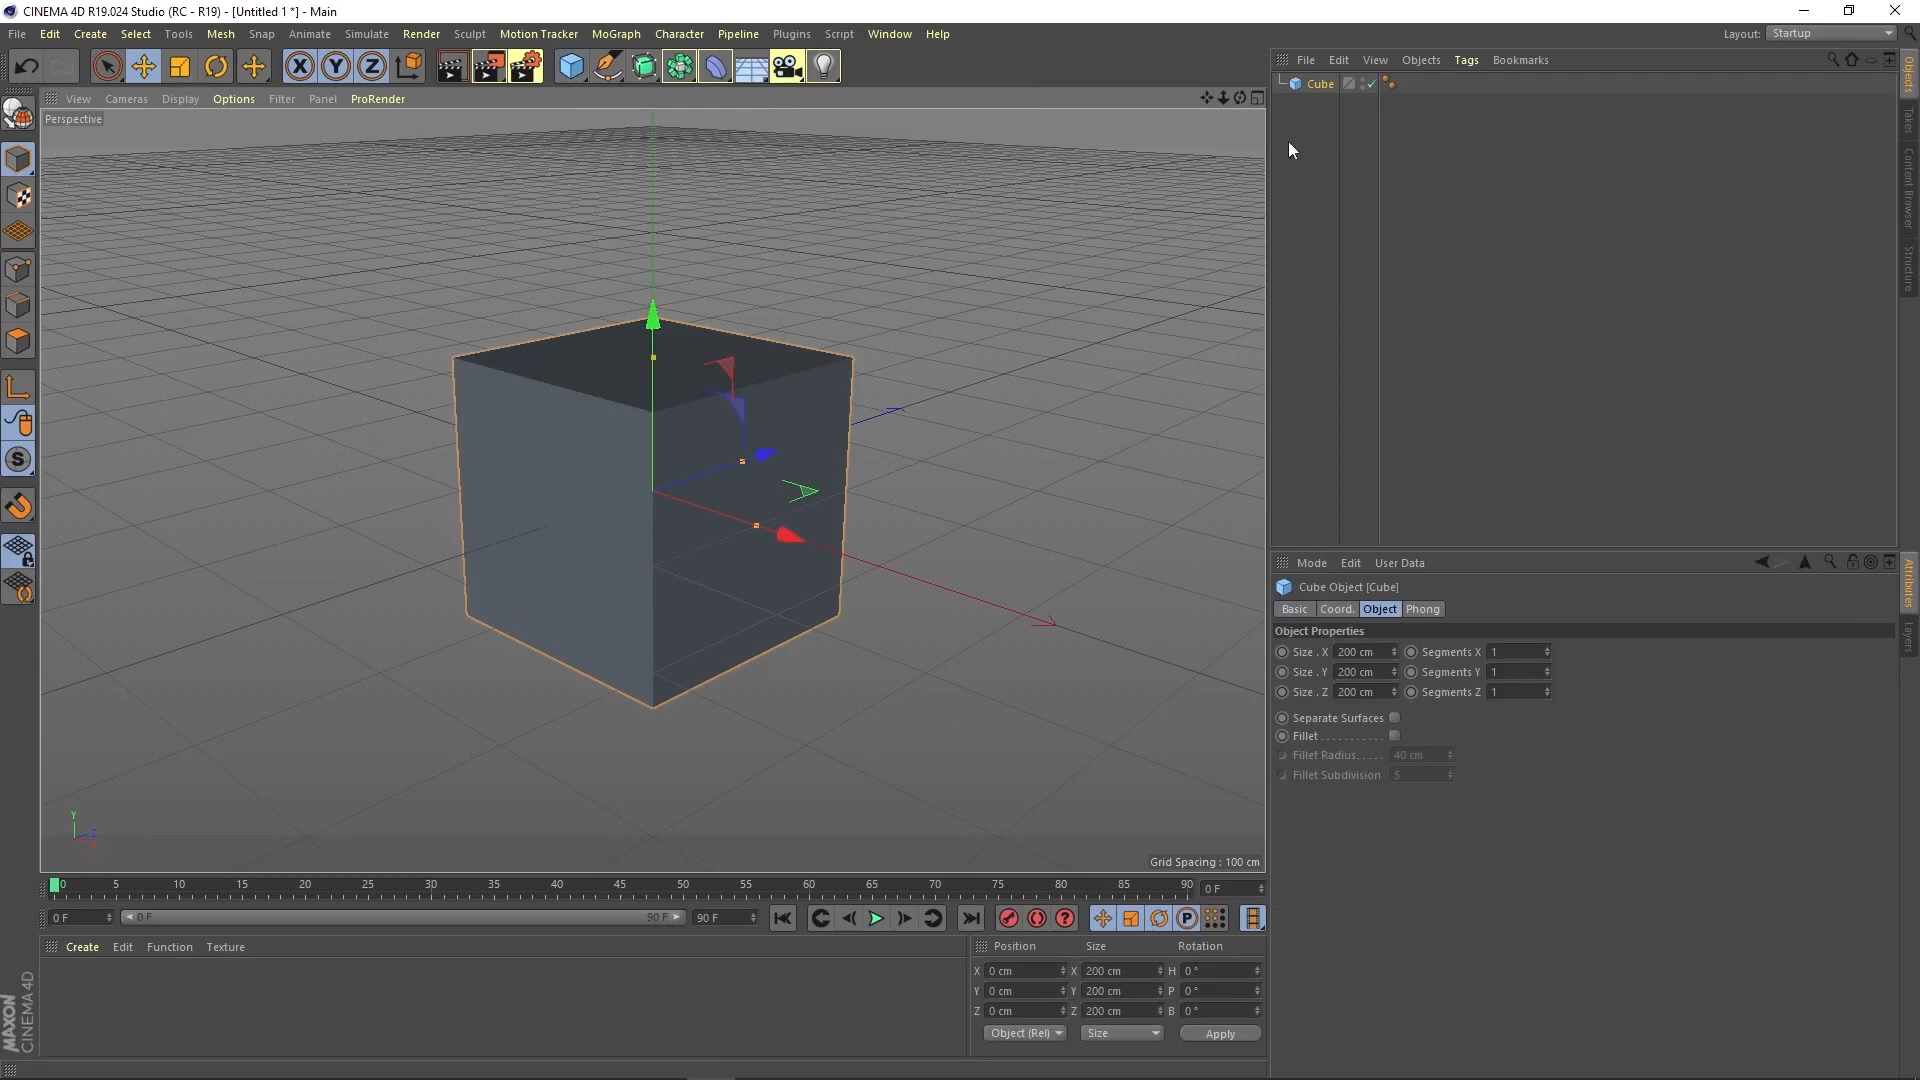 CINEMA 4D R19.024 Studio (RC - R19) - [Untitled 1 *] - Main
File Edit Create Select Tools Mesh Snap Animate Simulate Render Sculpt Motion Tracker MoGraph Character Pipeline Plugins Script Window Help
Layout: Startup
X Y Z
File Edit View Objects Tags Bookmarks
Cube
View Cameras Display Options Filter Panel ProRender
Perspective
S
Y
Z
X
Grid Spacing : 100 cm
Objects
Takes
Content Browser
Structure
Mode Edit User Data
Cube Object [Cube]
Basic Coord. Object Phong
Object Properties
Size . X 200 cm Segments X 1
Size . Y 200 cm Segments Y 1
Size . Z 200 cm Segments Z 1
Separate Surfaces
Fillet . . . . . . . . . . .
Fillet Radius. . . . . 40 cm
Fillet Subdivision 5
Attributes
Layers
0 5 10 15 20 25 30 35 40 45 50 55 60 65 70 75 80 85 90 0 F
0 F 0 F 90 F 90 F
? P
Create Edit Function Texture
Position Size Rotation
X 0 cm X 200 cm H 0 °
Y 0 cm Y 200 cm P 0 °
Z 0 cm Z 200 cm B 0 °
Object (Rel) Size Apply
MAXON
CINEMA 4D